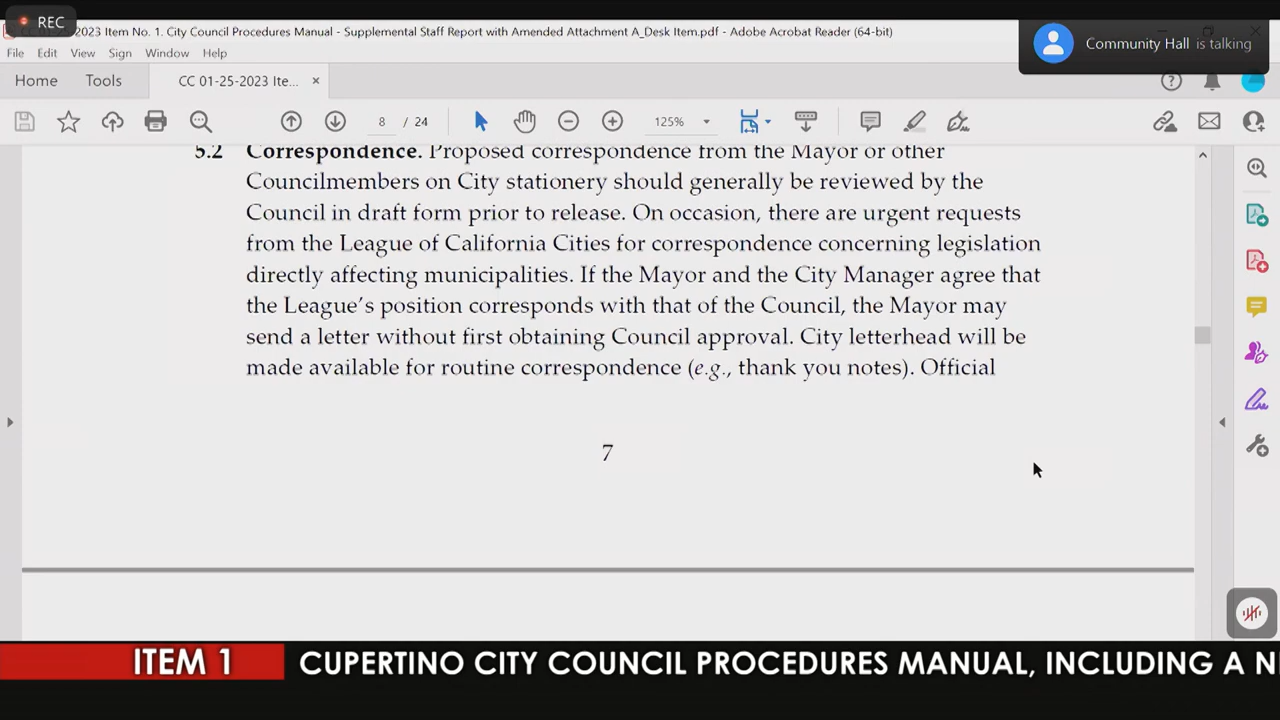 REC
CC 01-25-2023 Item No. 1. City Council Procedures Manual - Supplemental Staff Report with Amended Attachment A_Desk Item.pdf - Adobe Acrobat Reader (64-bit)
Community Hall is talking
File Edit View Sign Window Help
Home Tools CC 01-25-2023 Ite... ×
8 / 24 125%
5.2 Correspondence. Proposed correspondence from the Mayor or other
Councilmembers on City stationery should generally be reviewed by the
Council in draft form prior to release. On occasion, there are urgent requests
from the League of California Cities for correspondence concerning legislation
directly affecting municipalities. If the Mayor and the City Manager agree that
the League’s position corresponds with that of the Council, the Mayor may
send a letter without first obtaining Council approval. City letterhead will be
made available for routine correspondence (e.g., thank you notes). Official
7
ITEM 1 CUPERTINO CITY COUNCIL PROCEDURES MANUAL, INCLUDING A